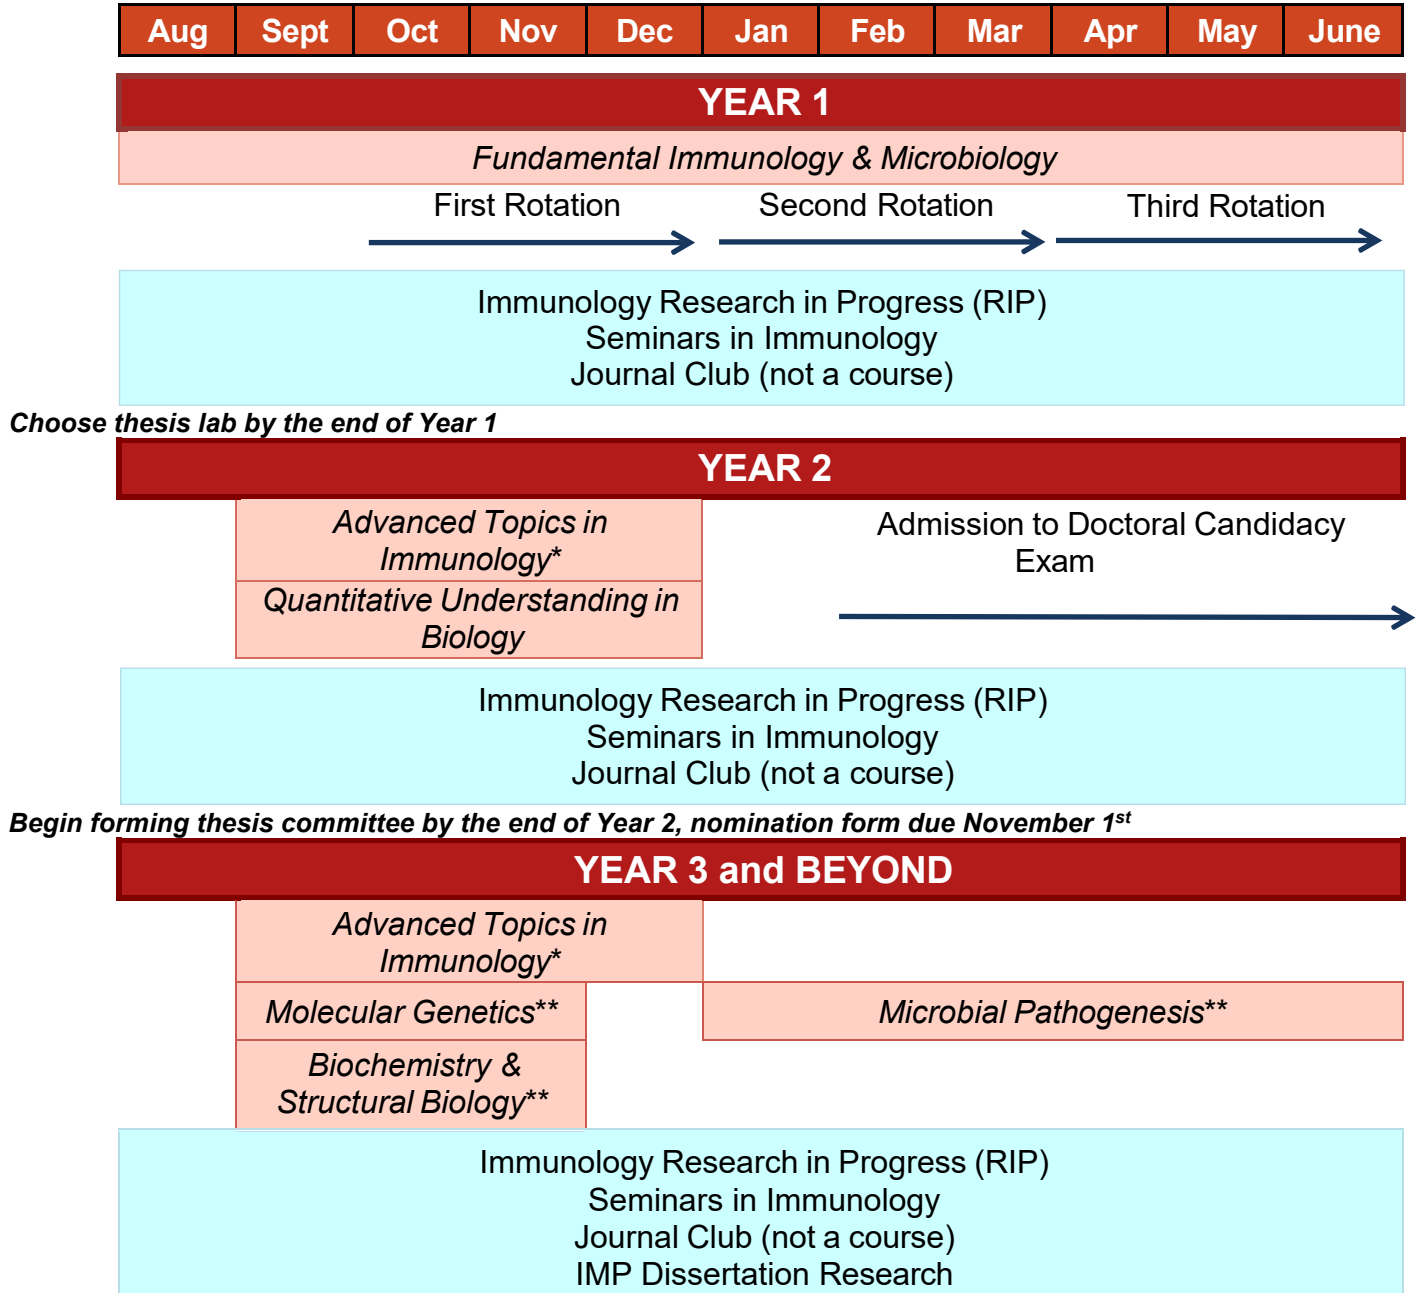 Aug Sept Oct Nov Dec Jan Feb Mar Apr May June
YEAR 1
Fundamental Immunology & Microbiology
First Rotation Second Rotation Third Rotation
Immunology Research in Progress (RIP)
Seminars in Immunology
Journal Club (not a course)
Choose thesis lab by the end of Year 1
YEAR 2
Advanced Topics in
Immunology*
Quantitative Understanding in
Biology
Admission to Doctoral Candidacy
Exam
Immunology Research in Progress (RIP)
Seminars in Immunology
Journal Club (not a course)
Begin forming thesis committee by the end of Year 2, nomination form due November 1st
YEAR 3 and BEYOND
Advanced Topics in
Immunology*
Molecular Genetics** Microbial Pathogenesis**
Biochemistry &
Structural Biology**
Immunology Research in Progress (RIP)
Seminars in Immunology
Journal Club (not a course)
IMP Dissertation Research